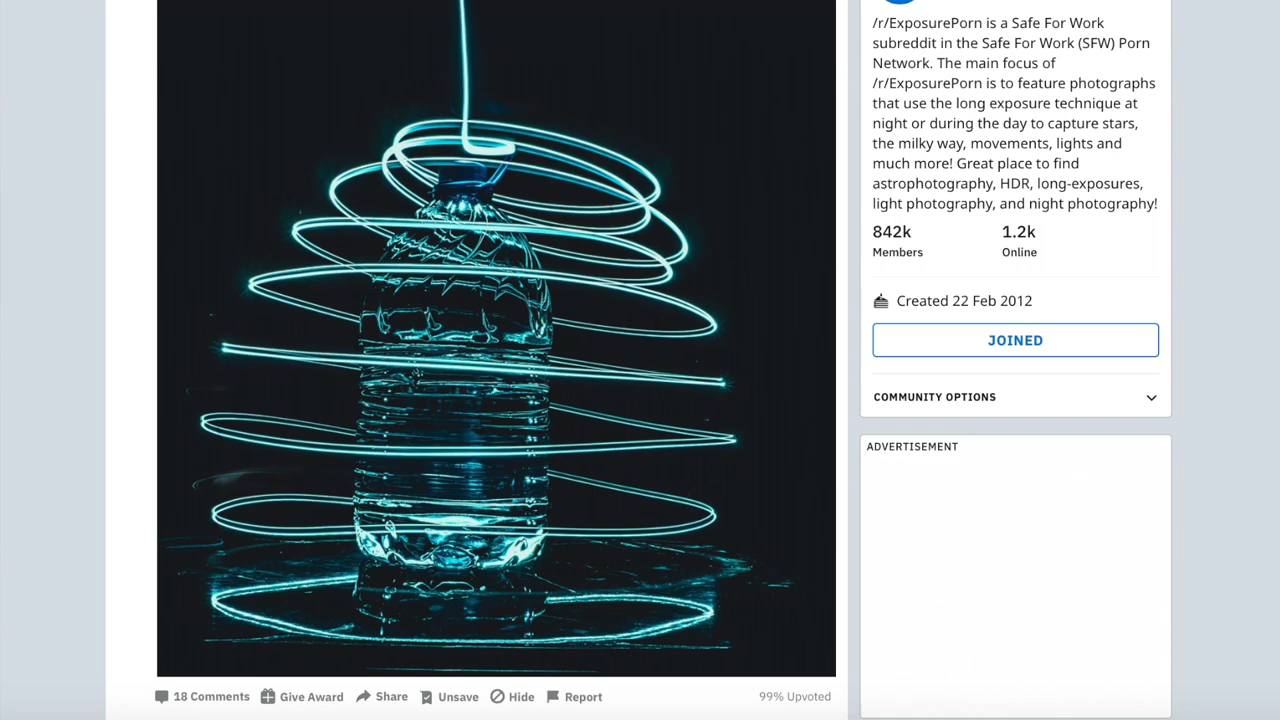 /r/ExposurePorn is a Safe For Work
subreddit in the Safe For Work (SFW) Porn
Network. The main focus of
/r/ExposurePorn is to feature photographs
that use the long exposure technique at
night or during the day to capture stars,
the milky way, movements, lights and
much more! Great place to find
astrophotography, HDR, long-exposures,
light photography, and night photography!
842k 1.2k
Members Online
Created 22 Feb 2012
JOINED
COMMUNITY OPTIONS
ADVERTISEMENT
18 Comments Give Award Share Unsave Hide Report 99% Upvoted